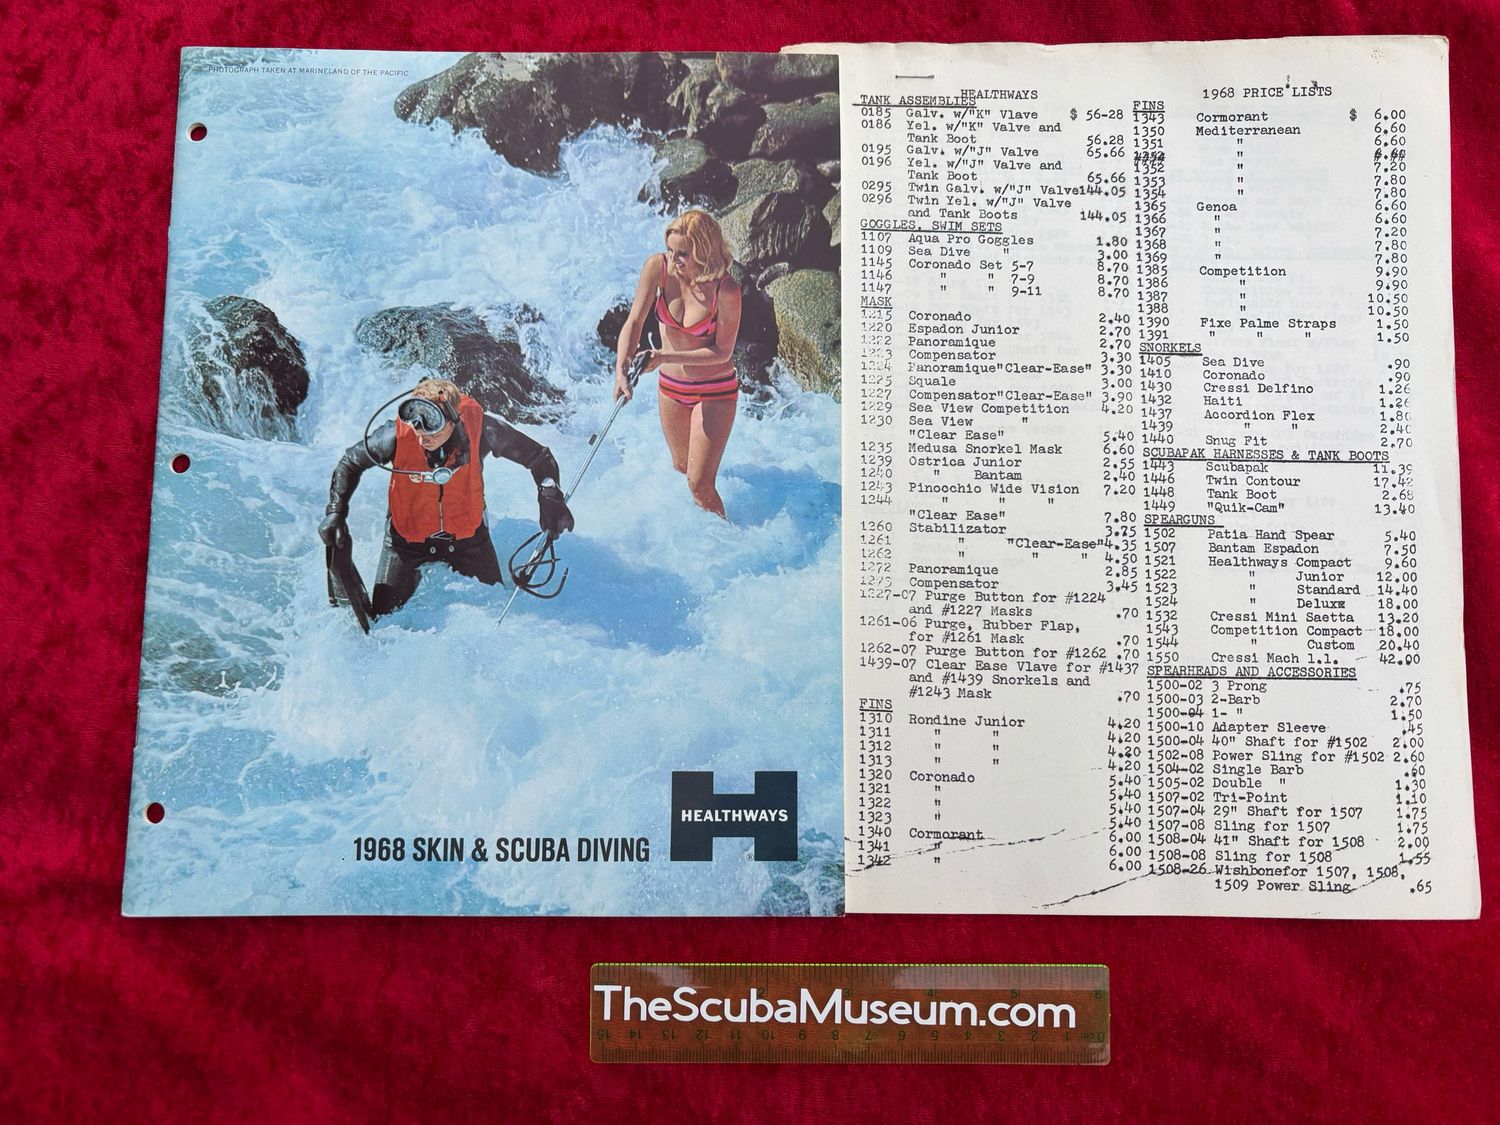 PHOTOGRAPH TAKEN AT MARINELAND OF THE PACIFIC
HEALTHWAYS
®
1968 SKIN & SCUBA DIVING
HEALTHWAYS
1968 PRICE LISTS
TANK ASSEMBLIES
0185 Galv. w/"K" Vlave $ 56-28
0186 Yel. w/"K" Valve and
Tank Boot 56.28
0195 Galv. w/"J" Valve 65.66
0196 Yel. w/"J" Valve and
Tank Boot 65.66
0295 Twin Galv. w/"J" Valve 144.05
0296 Twin Yel. w/"J" Valve
and Tank Boots 144.05
GOGGLES, SWIM SETS
1107 Aqua Pro Goggles 1.80
1109 Sea Dive " 3.00
1145 Coronado Set 5-7 8.70
1146 " " 7-9 8.70
1147 " " 9-11 8.70
MASK
1215 Coronado 2.40
1220 Espadon Junior 2.70
1222 Panoramique 2.70
1223 Compensator 3.30
1224 Panoramique"Clear-Ease" 3.30
1225 Squale 3.00
1227 Compensator"Clear-Ease" 3.90
1229 Sea View Competition 4.20
1230 Sea View "
"Clear Ease" 5.40
1235 Medusa Snorkel Mask 6.60
1239 Ostrica Junior 2.55
1240 " Bantam 2.40
1243 Pinocchio Wide Vision 7.20
1244 " " "
"Clear Ease" 7.80
1260 Stabilizator 3.75
1261 " "Clear-Ease" 4.35
1262 " " " 4.50
1272 Panoramique 2.85
1273 Compensator 3.45
1227-07 Purge Button for #1224
and #1227 Masks .70
1261-06 Purge, Rubber Flap,
for #1261 Mask .70
1262-07 Purge Button for #1262 .70
1439-07 Clear Ease Vlave for #1437
and #1439 Snorkels and
#1243 Mask .70
FINS
1310 Rondine Junior 4.20
1311 " " 4.20
1312 " " 4.20
1313 " " 4.20
1320 Coronado 5.40
1321 " 5.40
1322 " 5.40
1323 " 5.40
1340 Cormorant 6.00
1341 " 6.00
1342 " 6.00
FINS
1343 Cormorant $ 6.00
1350 Mediterranean 6.60
1351 " 6.60
"
1352 " 7.20
1353 " 7.80
1354 " 7.80
1365 Genoa 6.60
1366 " 6.60
1367 " 7.20
1368 " 7.80
1369 " 7.80
1385 Competition 9.90
1386 " 9.90
1387 " 10.50
1388 " 10.50
1390 Fixe Palme Straps 1.50
1391 " " " 1.50
SNORKELS
1405 Sea Dive .90
1410 Coronado .90
1430 Cressi Delfino 1.26
1432 Haiti 1.26
1437 Accordion Flex 1.80
1439 " " 2.40
1440 Snug Fit 2.70
SCUBAPAK HARNESSES & TANK BOOTS
1443 Scubapak 11.39
1446 Twin Contour 17.42
1448 Tank Boot 2.68
1449 "Quik-Cam" 13.40
SPEARGUNS
1502 Patia Hand Spear 5.40
1507 Bantam Espadon 7.50
1521 Healthways Compact 9.60
1522 " Junior 12.00
1523 " Standard 14.40
1524 " Deluxe 18.00
1532 Cressi Mini Saetta 13.20
1543 Competition Compact 18.00
1544 " Custom 20.40
1550 Cressi Mach 1.1. 42.00
SPEARHEADS AND ACCESSORIES
1500-02 3 Prong .75
1500-03 2-Barb 2.70
1500-04 1- " 1.50
1500-10 Adapter Sleeve .45
1500-04 40" Shaft for #1502 2.00
1502-08 Power Sling for #1502 2.60
1504-02 Single Barb .60
1505-02 Double " 1.30
1507-02 Tri-Point 1.10
1507-04 29" Shaft for 1507 1.75
1507-08 Sling for 1507 1.75
1508-04 41" Shaft for 1508 2.00
1508-08 Sling for 1508 1.55
1508-26 Wishbonefor 1507, 1508,
1509 Power Sling .65
TheScubaMuseum.com